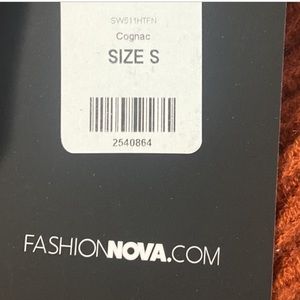 SW511HTFN
Cognac
SIZE S
2540864
FASHIONNOVA.COM